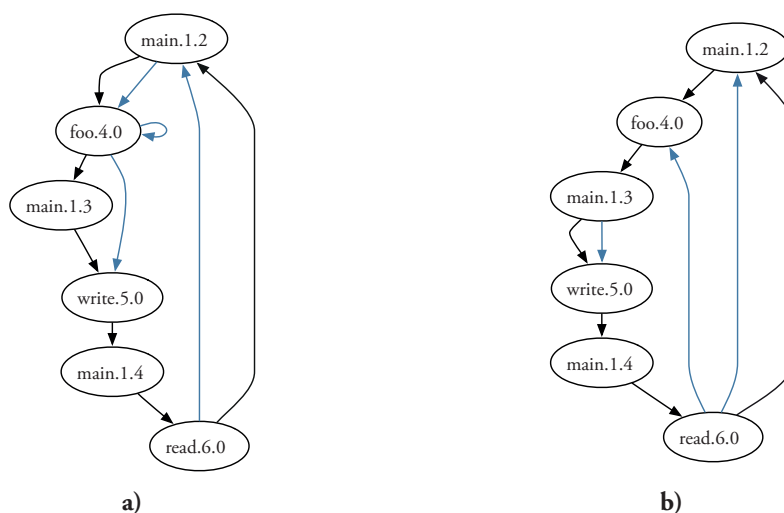 main.1.2
foo.4.0
main.1.3
write.5.0
main.1.4
read.6.0
a)
main.1.2
foo.4.0
main.1.3
write.5.0
main.1.4
read.6.0
b)